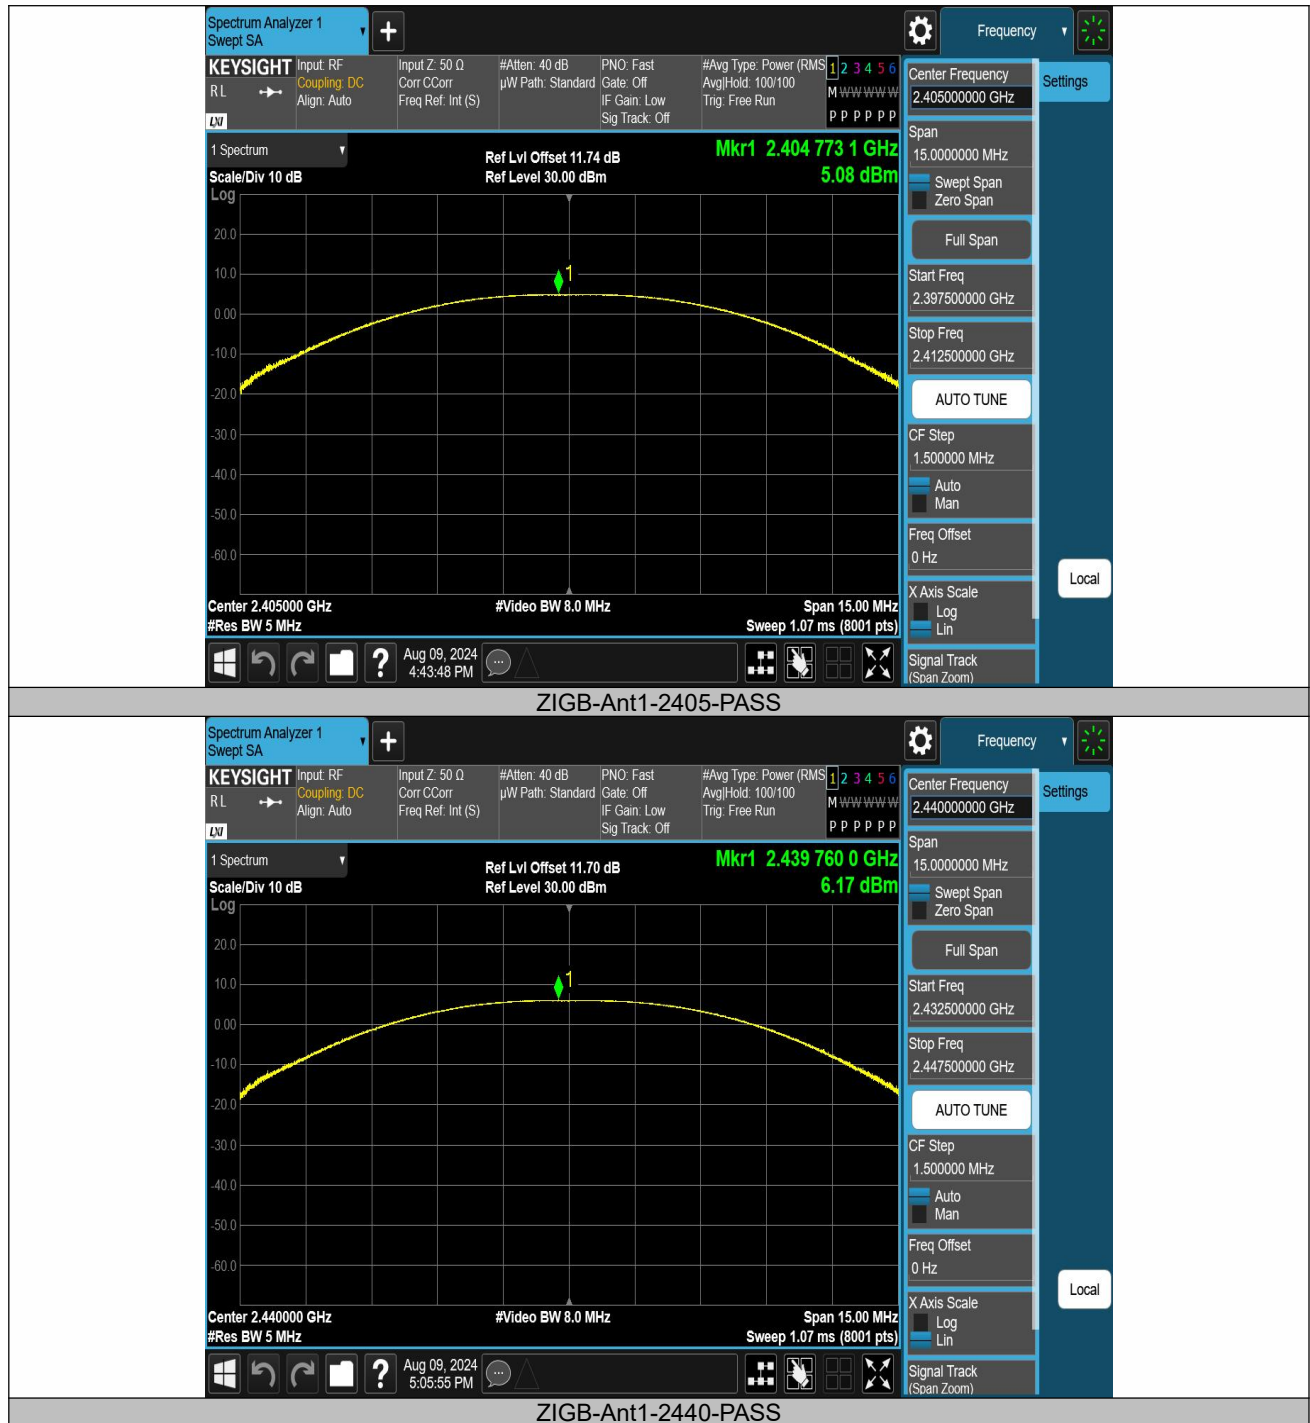 Spectrum Analyzer 1
Swept SA
Frequency
KEYSIGHT
RL
LXI
Input: RF
Coupling: DC
Align: Auto
Input Z: 50 Ω
Corr CCorr
Freq Ref: Int (S)
#Atten: 40 dB
µW Path: Standard
PNO: Fast
Gate: Off
IF Gain: Low
Sig Track: Off
#Avg Type: Power (RMS
Avg|Hold: 100/100
Trig: Free Run
1 2 3 4 5 6
M W W W W W
P P P P P P
Center Frequency
2.405000000 GHz
Settings
1 Spectrum
Scale/Div 10 dB
Log
Ref Lvl Offset 11.74 dB
Ref Level 30.00 dBm
Mkr1 2.404 773 1 GHz
5.08 dBm
Span
15.0000000 MHz
Swept Span
Zero Span
Full Span
Start Freq
2.397500000 GHz
Stop Freq
2.412500000 GHz
AUTO TUNE
CF Step
1.500000 MHz
Auto
Man
Freq Offset
0 Hz
X Axis Scale
Log
Lin
Signal Track
(Span Zoom)
Local
20.0
10.0
0.00
-10.0
-20.0
-30.0
-40.0
-50.0
-60.0
1
Center 2.405000 GHz
#Res BW 5 MHz
#Video BW 8.0 MHz
Span 15.00 MHz
Sweep 1.07 ms (8001 pts)
?
Aug 09, 2024
4:43:48 PM
ZIGB-Ant1-2405-PASS
Spectrum Analyzer 1
Swept SA
Frequency
KEYSIGHT
RL
LXI
Input: RF
Coupling: DC
Align: Auto
Input Z: 50 Ω
Corr CCorr
Freq Ref: Int (S)
#Atten: 40 dB
µW Path: Standard
PNO: Fast
Gate: Off
IF Gain: Low
Sig Track: Off
#Avg Type: Power (RMS
Avg|Hold: 100/100
Trig: Free Run
1 2 3 4 5 6
M W W W W W
P P P P P P
Center Frequency
2.440000000 GHz
Settings
1 Spectrum
Scale/Div 10 dB
Log
Ref Lvl Offset 11.70 dB
Ref Level 30.00 dBm
Mkr1 2.439 760 0 GHz
6.17 dBm
Span
15.0000000 MHz
Swept Span
Zero Span
Full Span
Start Freq
2.432500000 GHz
Stop Freq
2.447500000 GHz
AUTO TUNE
CF Step
1.500000 MHz
Auto
Man
Freq Offset
0 Hz
X Axis Scale
Log
Lin
Signal Track
(Span Zoom)
Local
20.0
10.0
0.00
-10.0
-20.0
-30.0
-40.0
-50.0
-60.0
1
Center 2.440000 GHz
#Res BW 5 MHz
#Video BW 8.0 MHz
Span 15.00 MHz
Sweep 1.07 ms (8001 pts)
?
Aug 09, 2024
5:05:55 PM
ZIGB-Ant1-2440-PASS